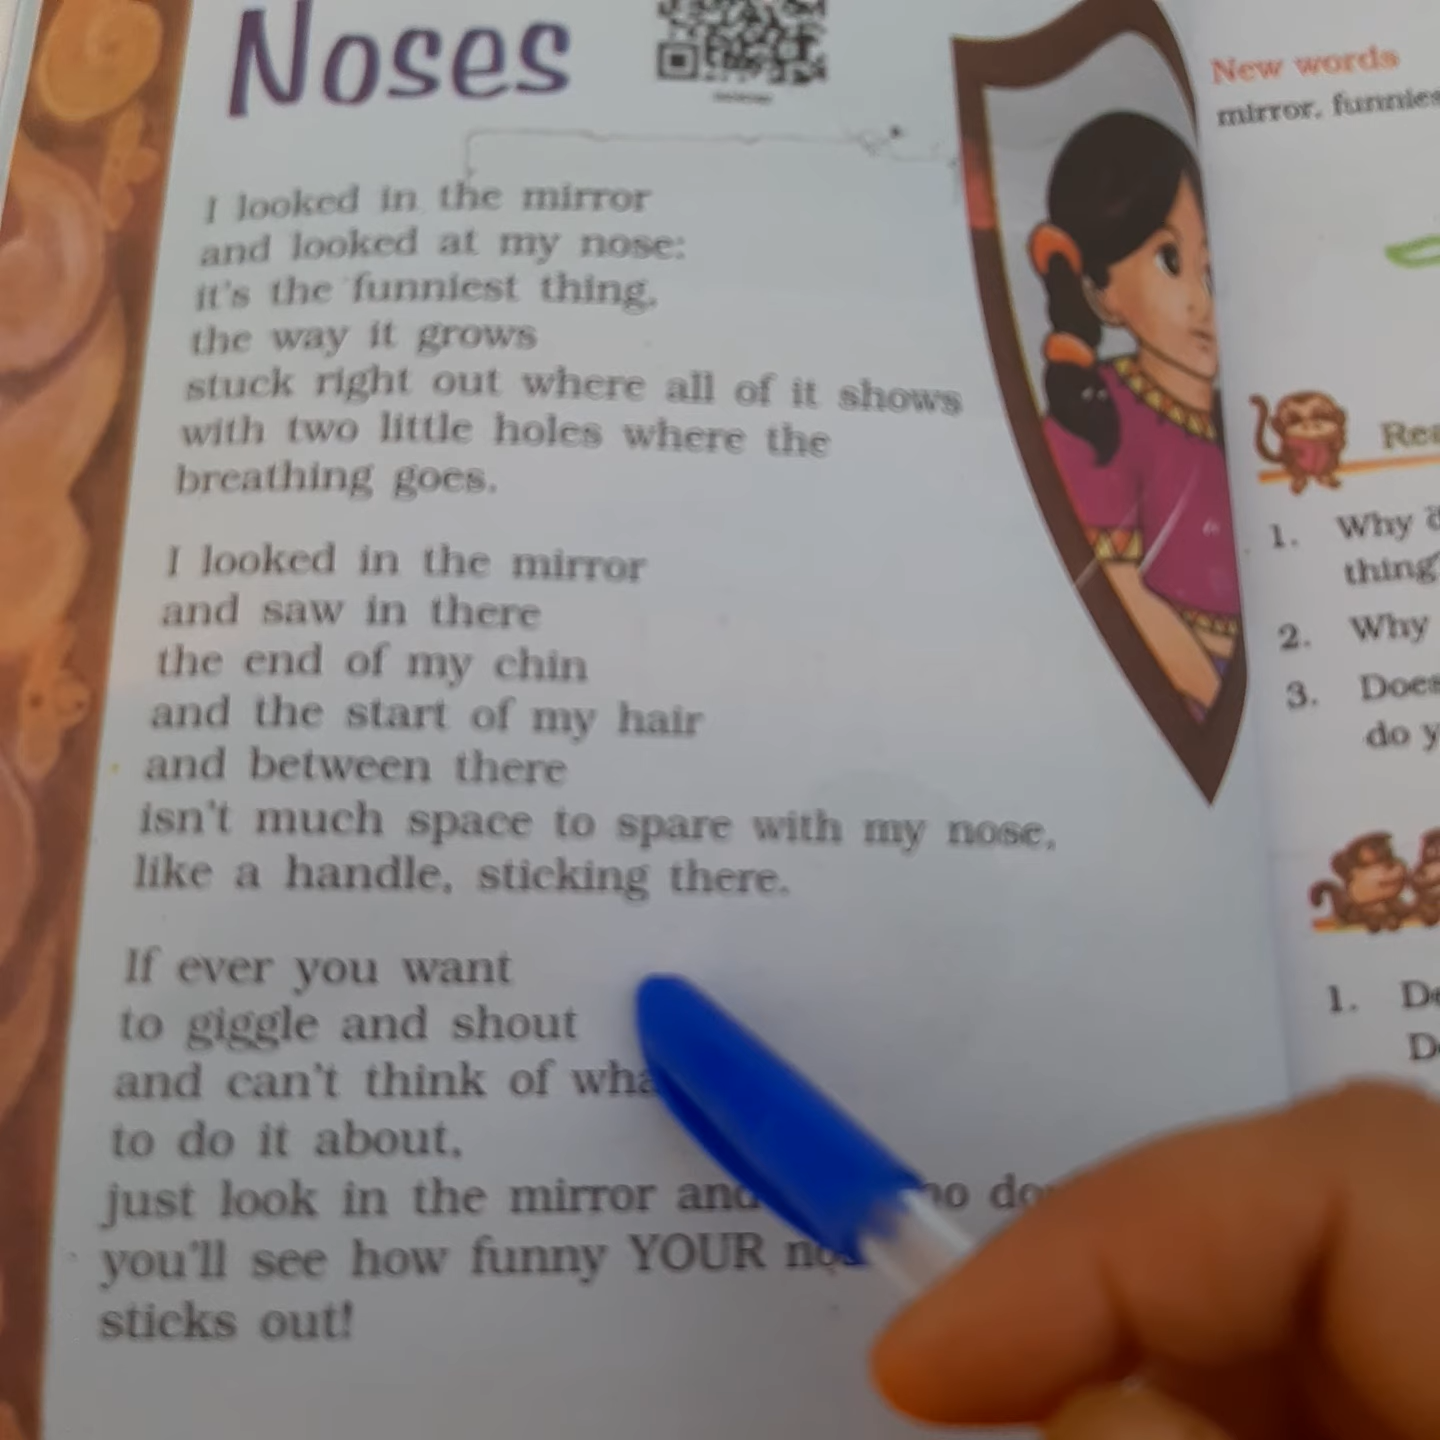 Noses
I looked in the mirror
and looked at my nose:
it's the funniest thing,
the way it grows
stuck right out where all of it shows
with two little holes where the
breathing goes.
I looked in the mirror
and saw in there
the end of my chin
and the start of my hair
and between there
isn't much space to spare with my nose,
like a handle, sticking there.
If ever you want
to giggle and shout
and can't think of
to do it about,
just look in the mirror and
you'll see how funny YOUR
sticks out!
New words
mirror, funnies
1. Why
thing
2. Why
3. Does
do y
1.